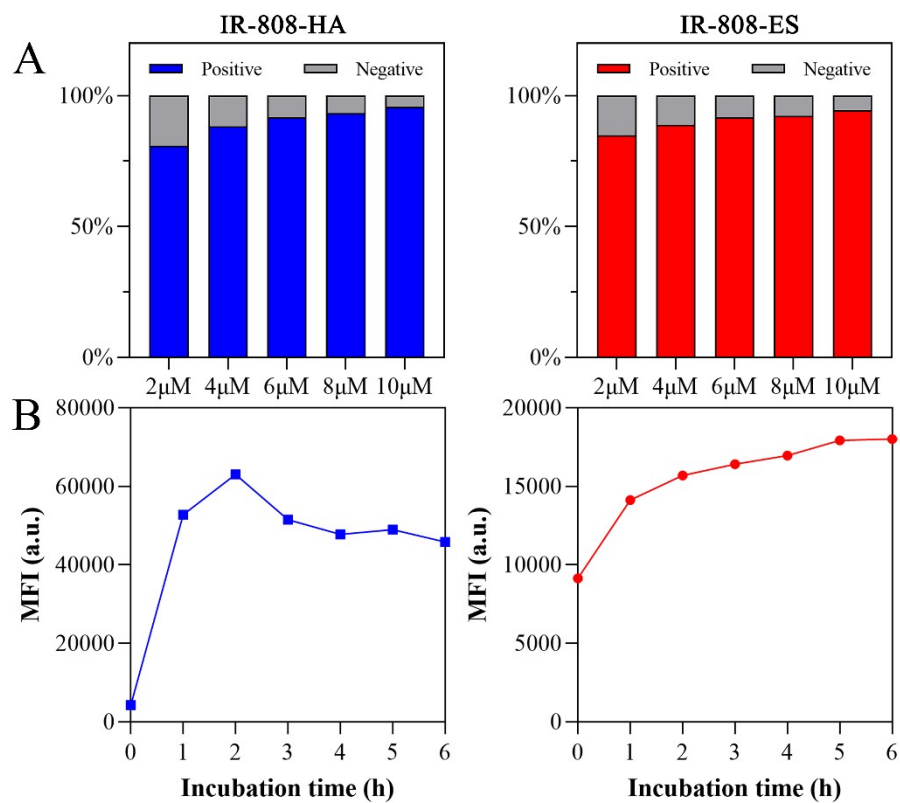 IR-808-HA
IR-808-ES
A
Positive
Negative
100%
50%
0%
2μM 4μM 6μM 8μM 10μM
Positive
Negative
100%
50%
0%
2μM 4μM 6μM 8μM 10μM
B
80000
60000
40000
20000
0
MFI (a.u.)
0 1 2 3 4 5 6
Incubation time (h)
20000
15000
10000
5000
0
MFI (a.u.)
0 1 2 3 4 5 6
Incubation time (h)